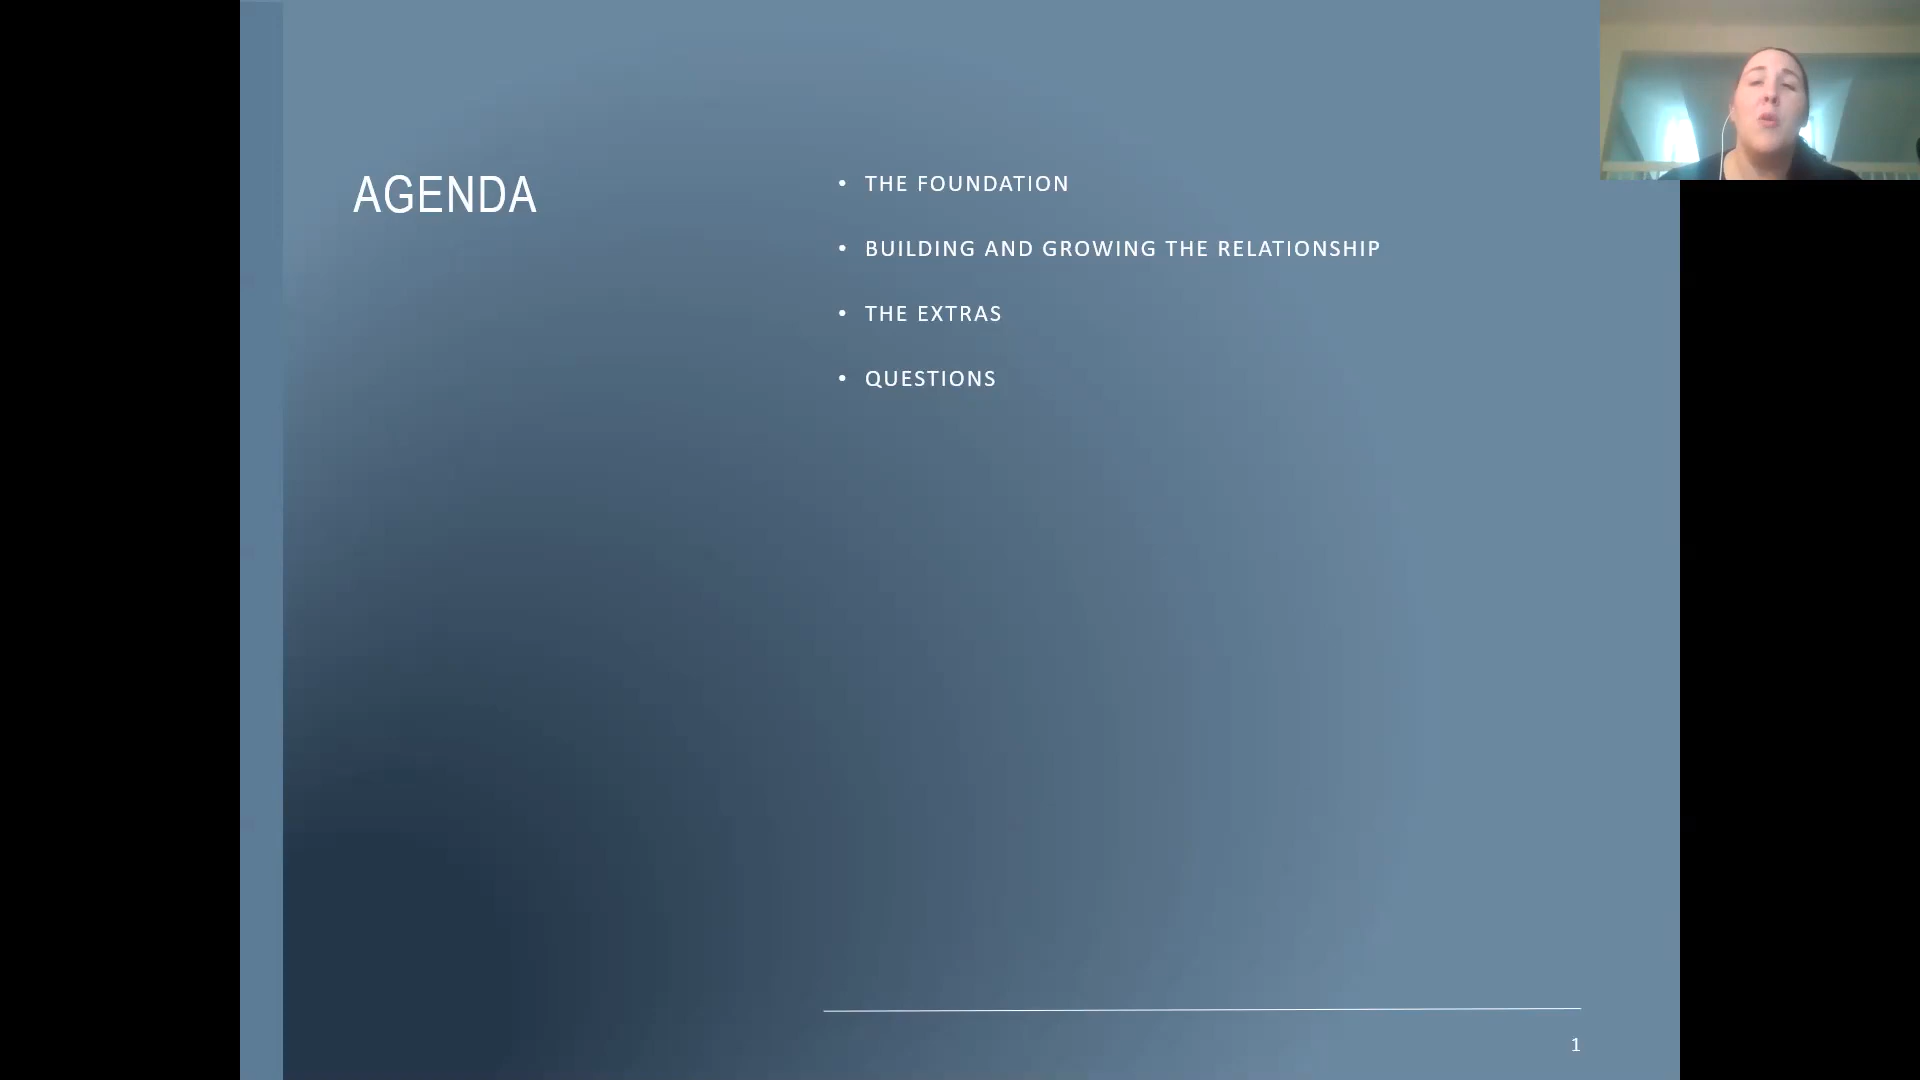 AGENDA
• THE FOUNDATION
• BUILDING AND GROWING THE RELATIONSHIP
• THE EXTRAS
• QUESTIONS
1